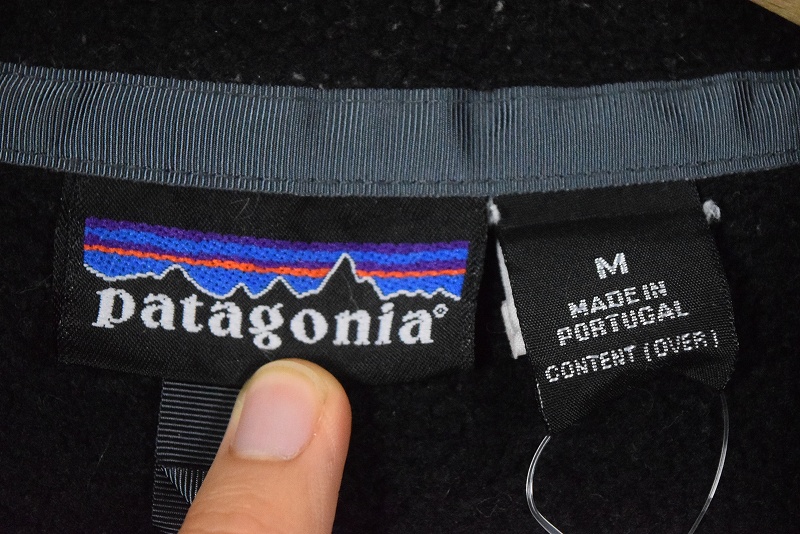 patagonia®
M
MADE IN
PORTUGAL
CONTENT (OVER)